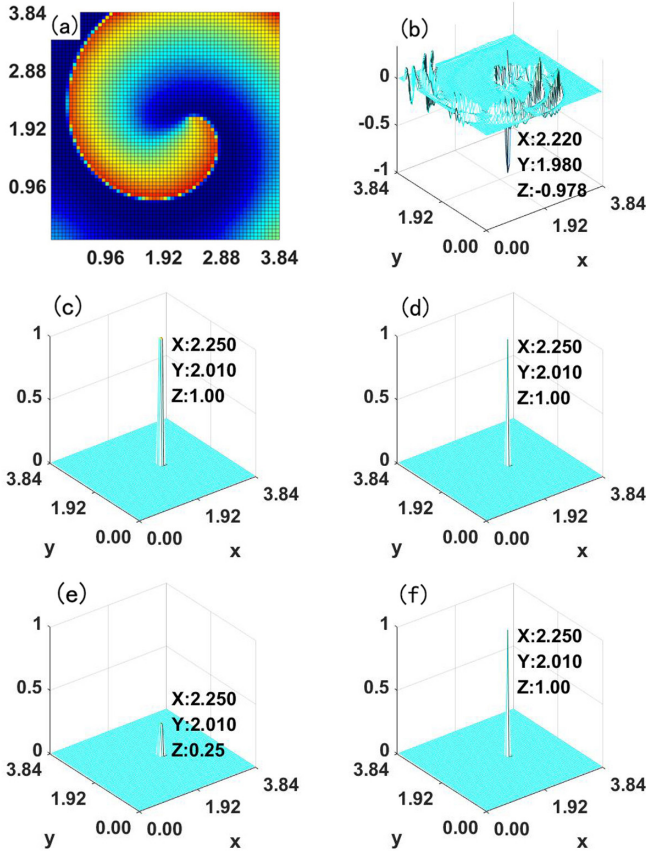 (a)
3.84
2.88
1.92
0.96
0.96 1.92 2.88 3.84
(b)
0
-0.5
-1
X:2.220
Y:1.980
Z:-0.978
3.84
1.92
0.00
0.00
1.92
3.84
y
x
(c)
1
0.5
0
X:2.250
Y:2.010
Z:1.00
3.84
1.92
0.00
0.00
1.92
3.84
y
x
(d)
1
0.5
0
X:2.250
Y:2.010
Z:1.00
3.84
1.92
0.00
0.00
1.92
3.84
y
x
(e)
1
0.5
0
X:2.250
Y:2.010
Z:0.25
3.84
1.92
0.00
0.00
1.92
3.84
y
x
(f)
1
0.5
0
X:2.250
Y:2.010
Z:1.00
3.84
1.92
0.00
0.00
1.92
3.84
y
x